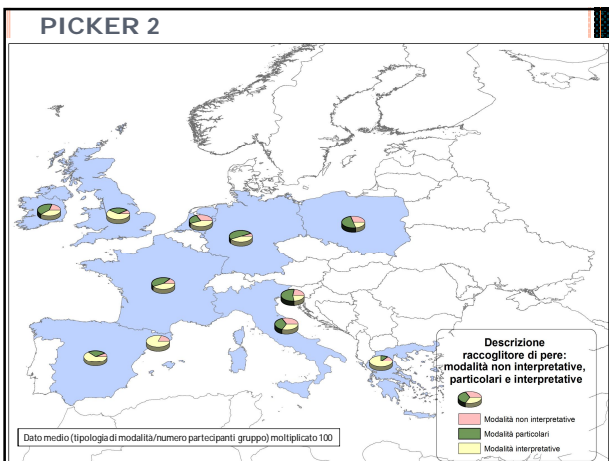 PICKER 2
Descrizione
raccoglitore di pere:
modalità non interpretative,
particolari e interpretative
Modalità non interpretative
Modalità particolari
Modalità interpretative
Dato medio (tipologia di modalità/numero partecipanti gruppo) moltiplicato 100